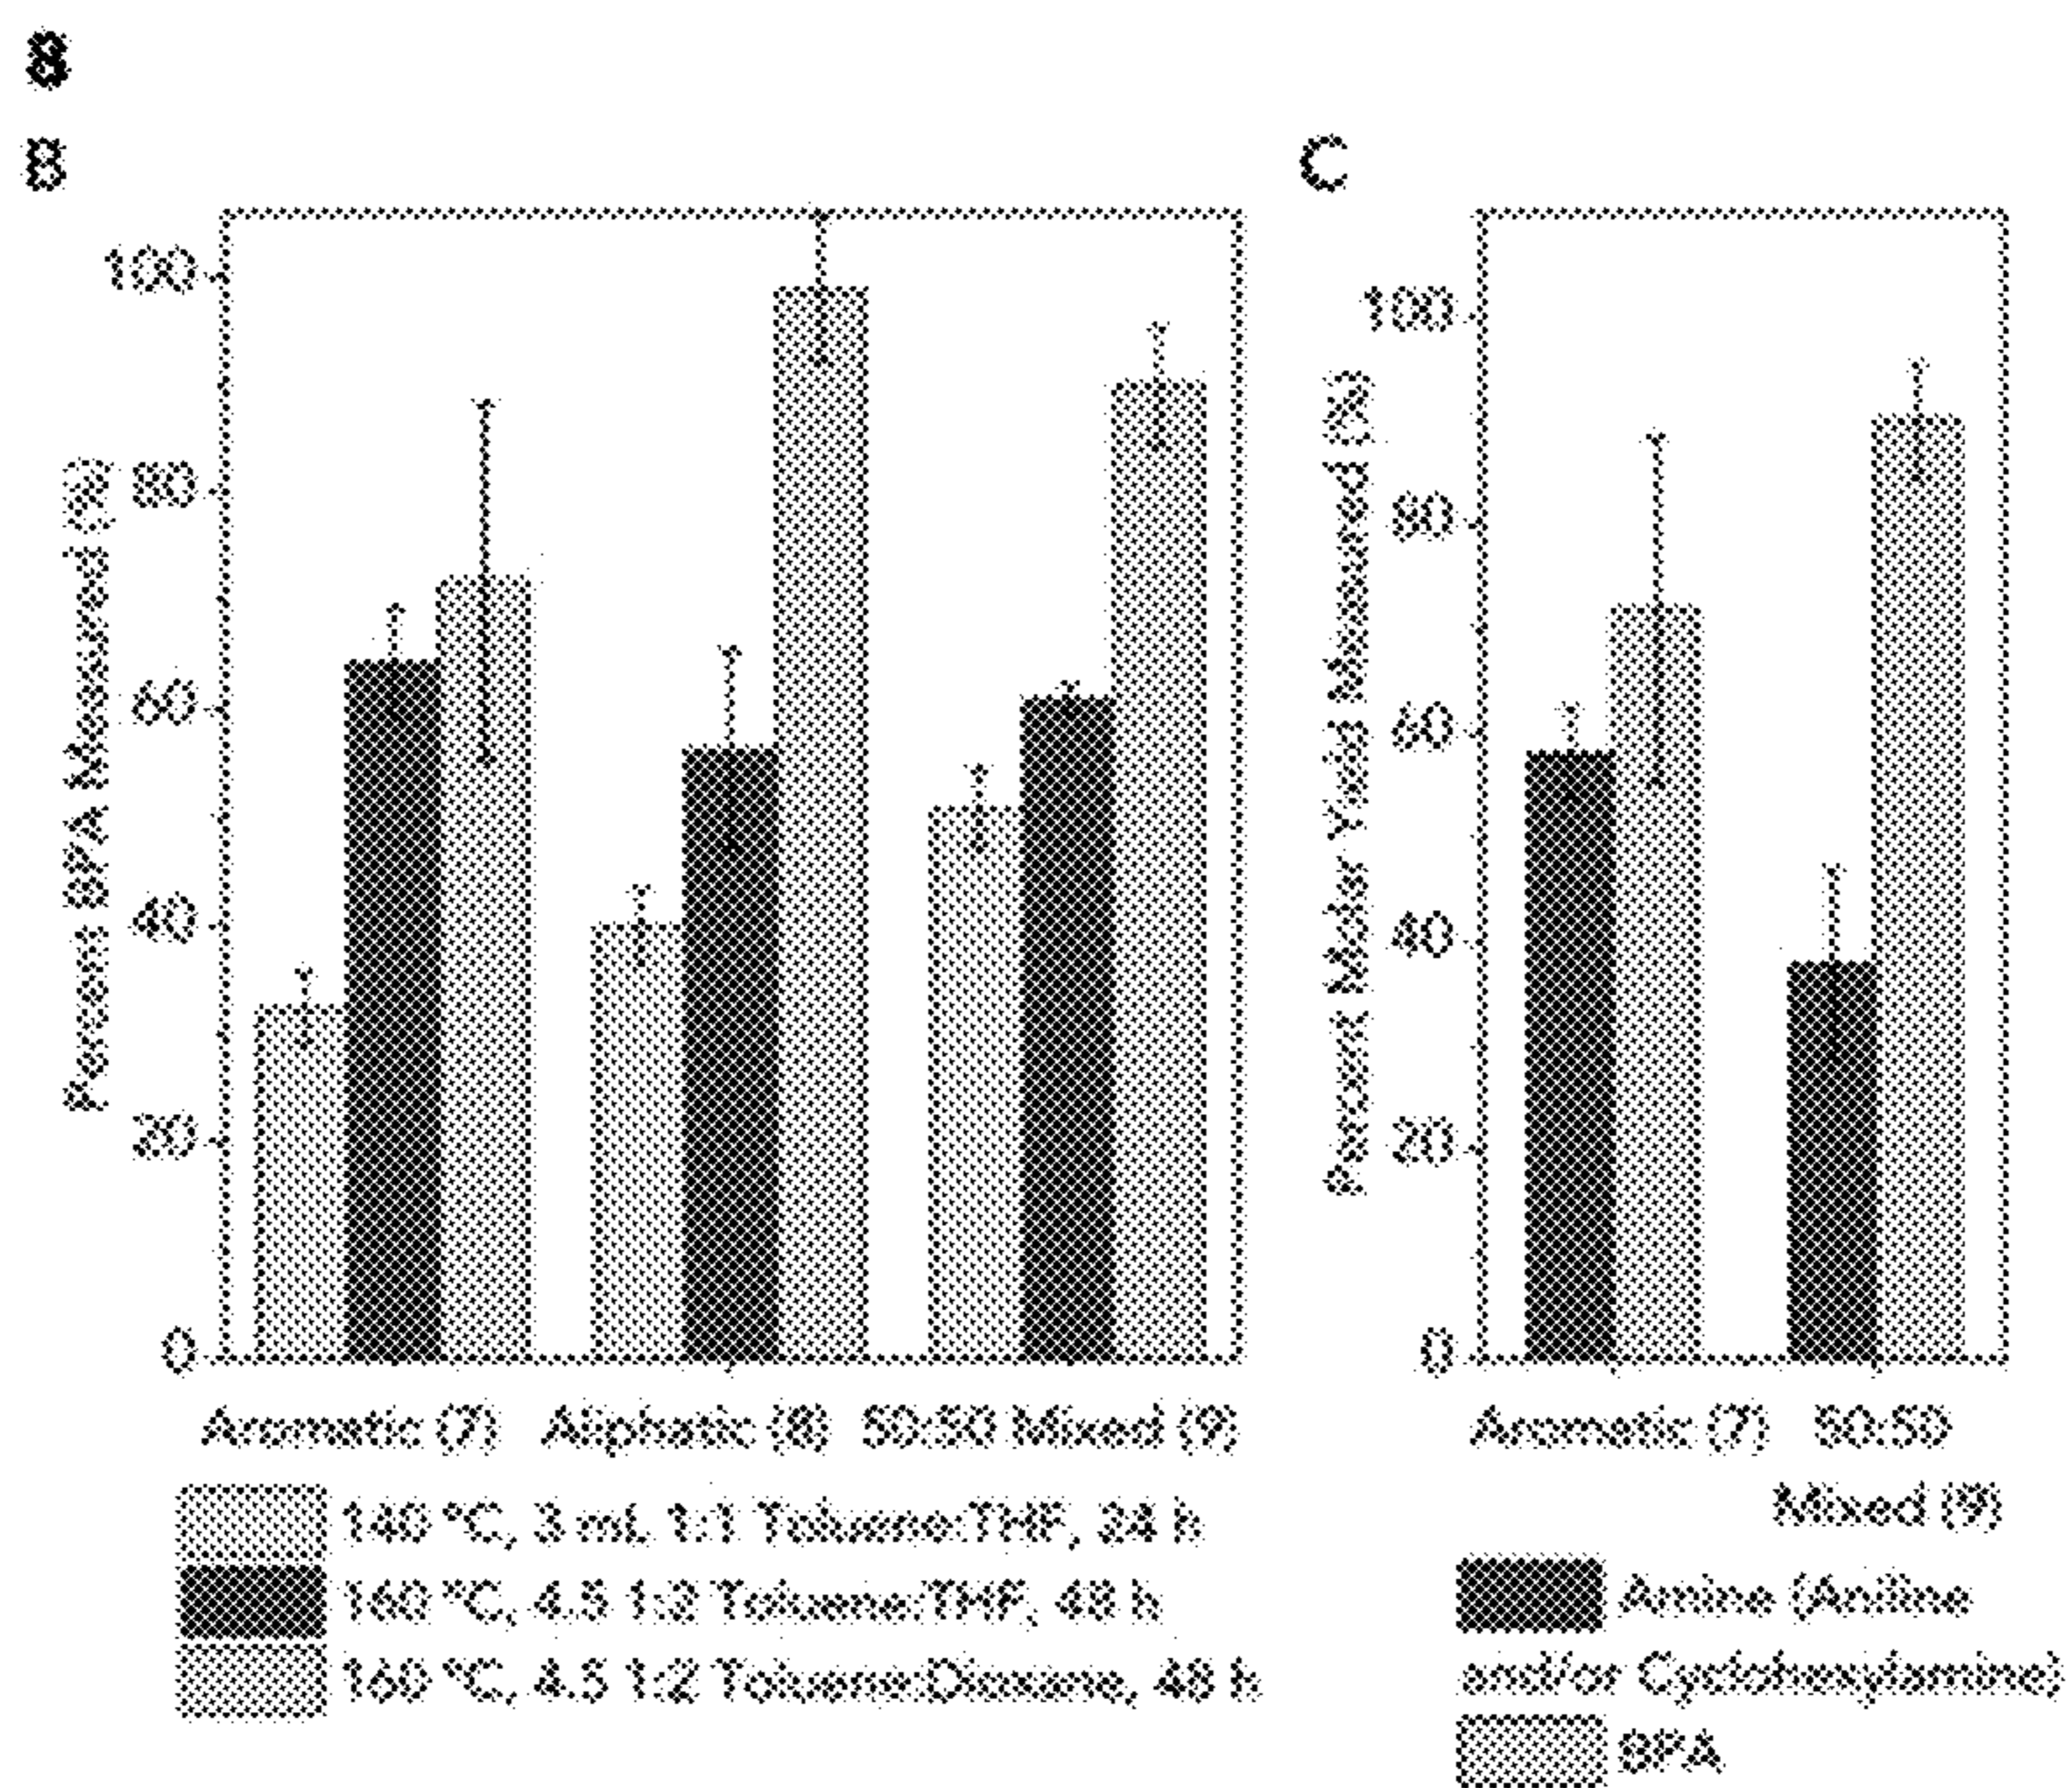 B
C
Percent BPA Measured (%)
100
80
60
40
20
0
Aromatic (7) Aliphatic (8) 50:50 Mixed (9)
140 °C, 3 mL 1:1 Toluene:THF, 24 h
160 °C, 4.5 1:2 Toluene:THF, 48 h
160 °C, 4.5 1:2 Toluene:Dioxane, 48 h
Percent Molar Yield Measured (%)
100
80
60
40
20
0
Aromatic (7) 50:50
Mixed (9)
Amine (Aniline
and/or Cyclohexylamine)
BPA